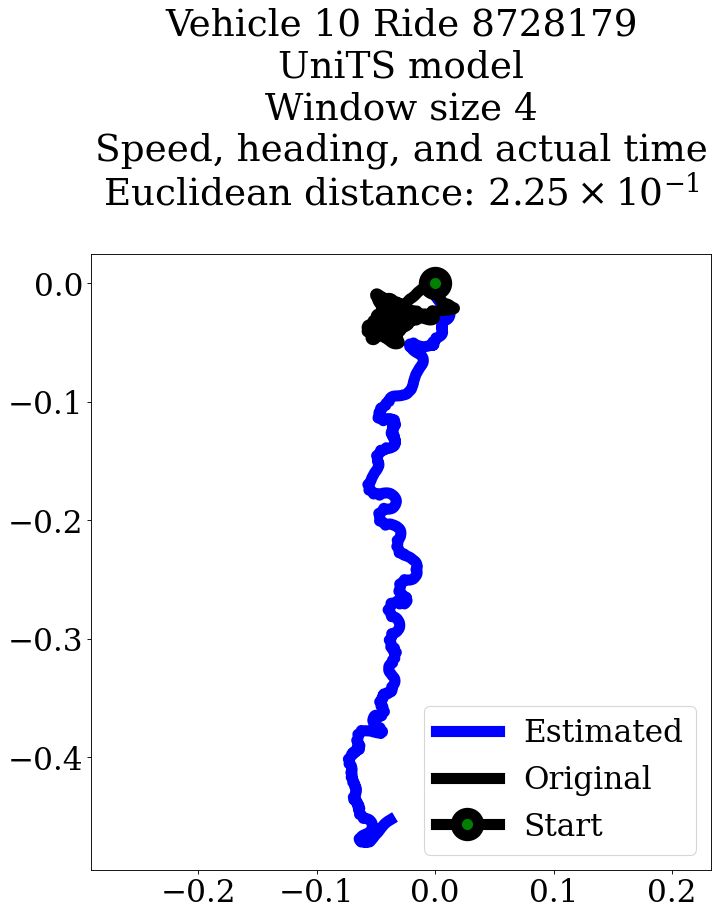 Vehicle 10 Ride 8728179
UniTS model
Window size 4
Speed, heading, and actual time
Euclidean distance: $2.25 \times 10^{-1}$
0.0
−0.1
−0.2
−0.3
−0.4
Estimated
Original
Start
−0.2 −0.1 0.0 0.1 0.2